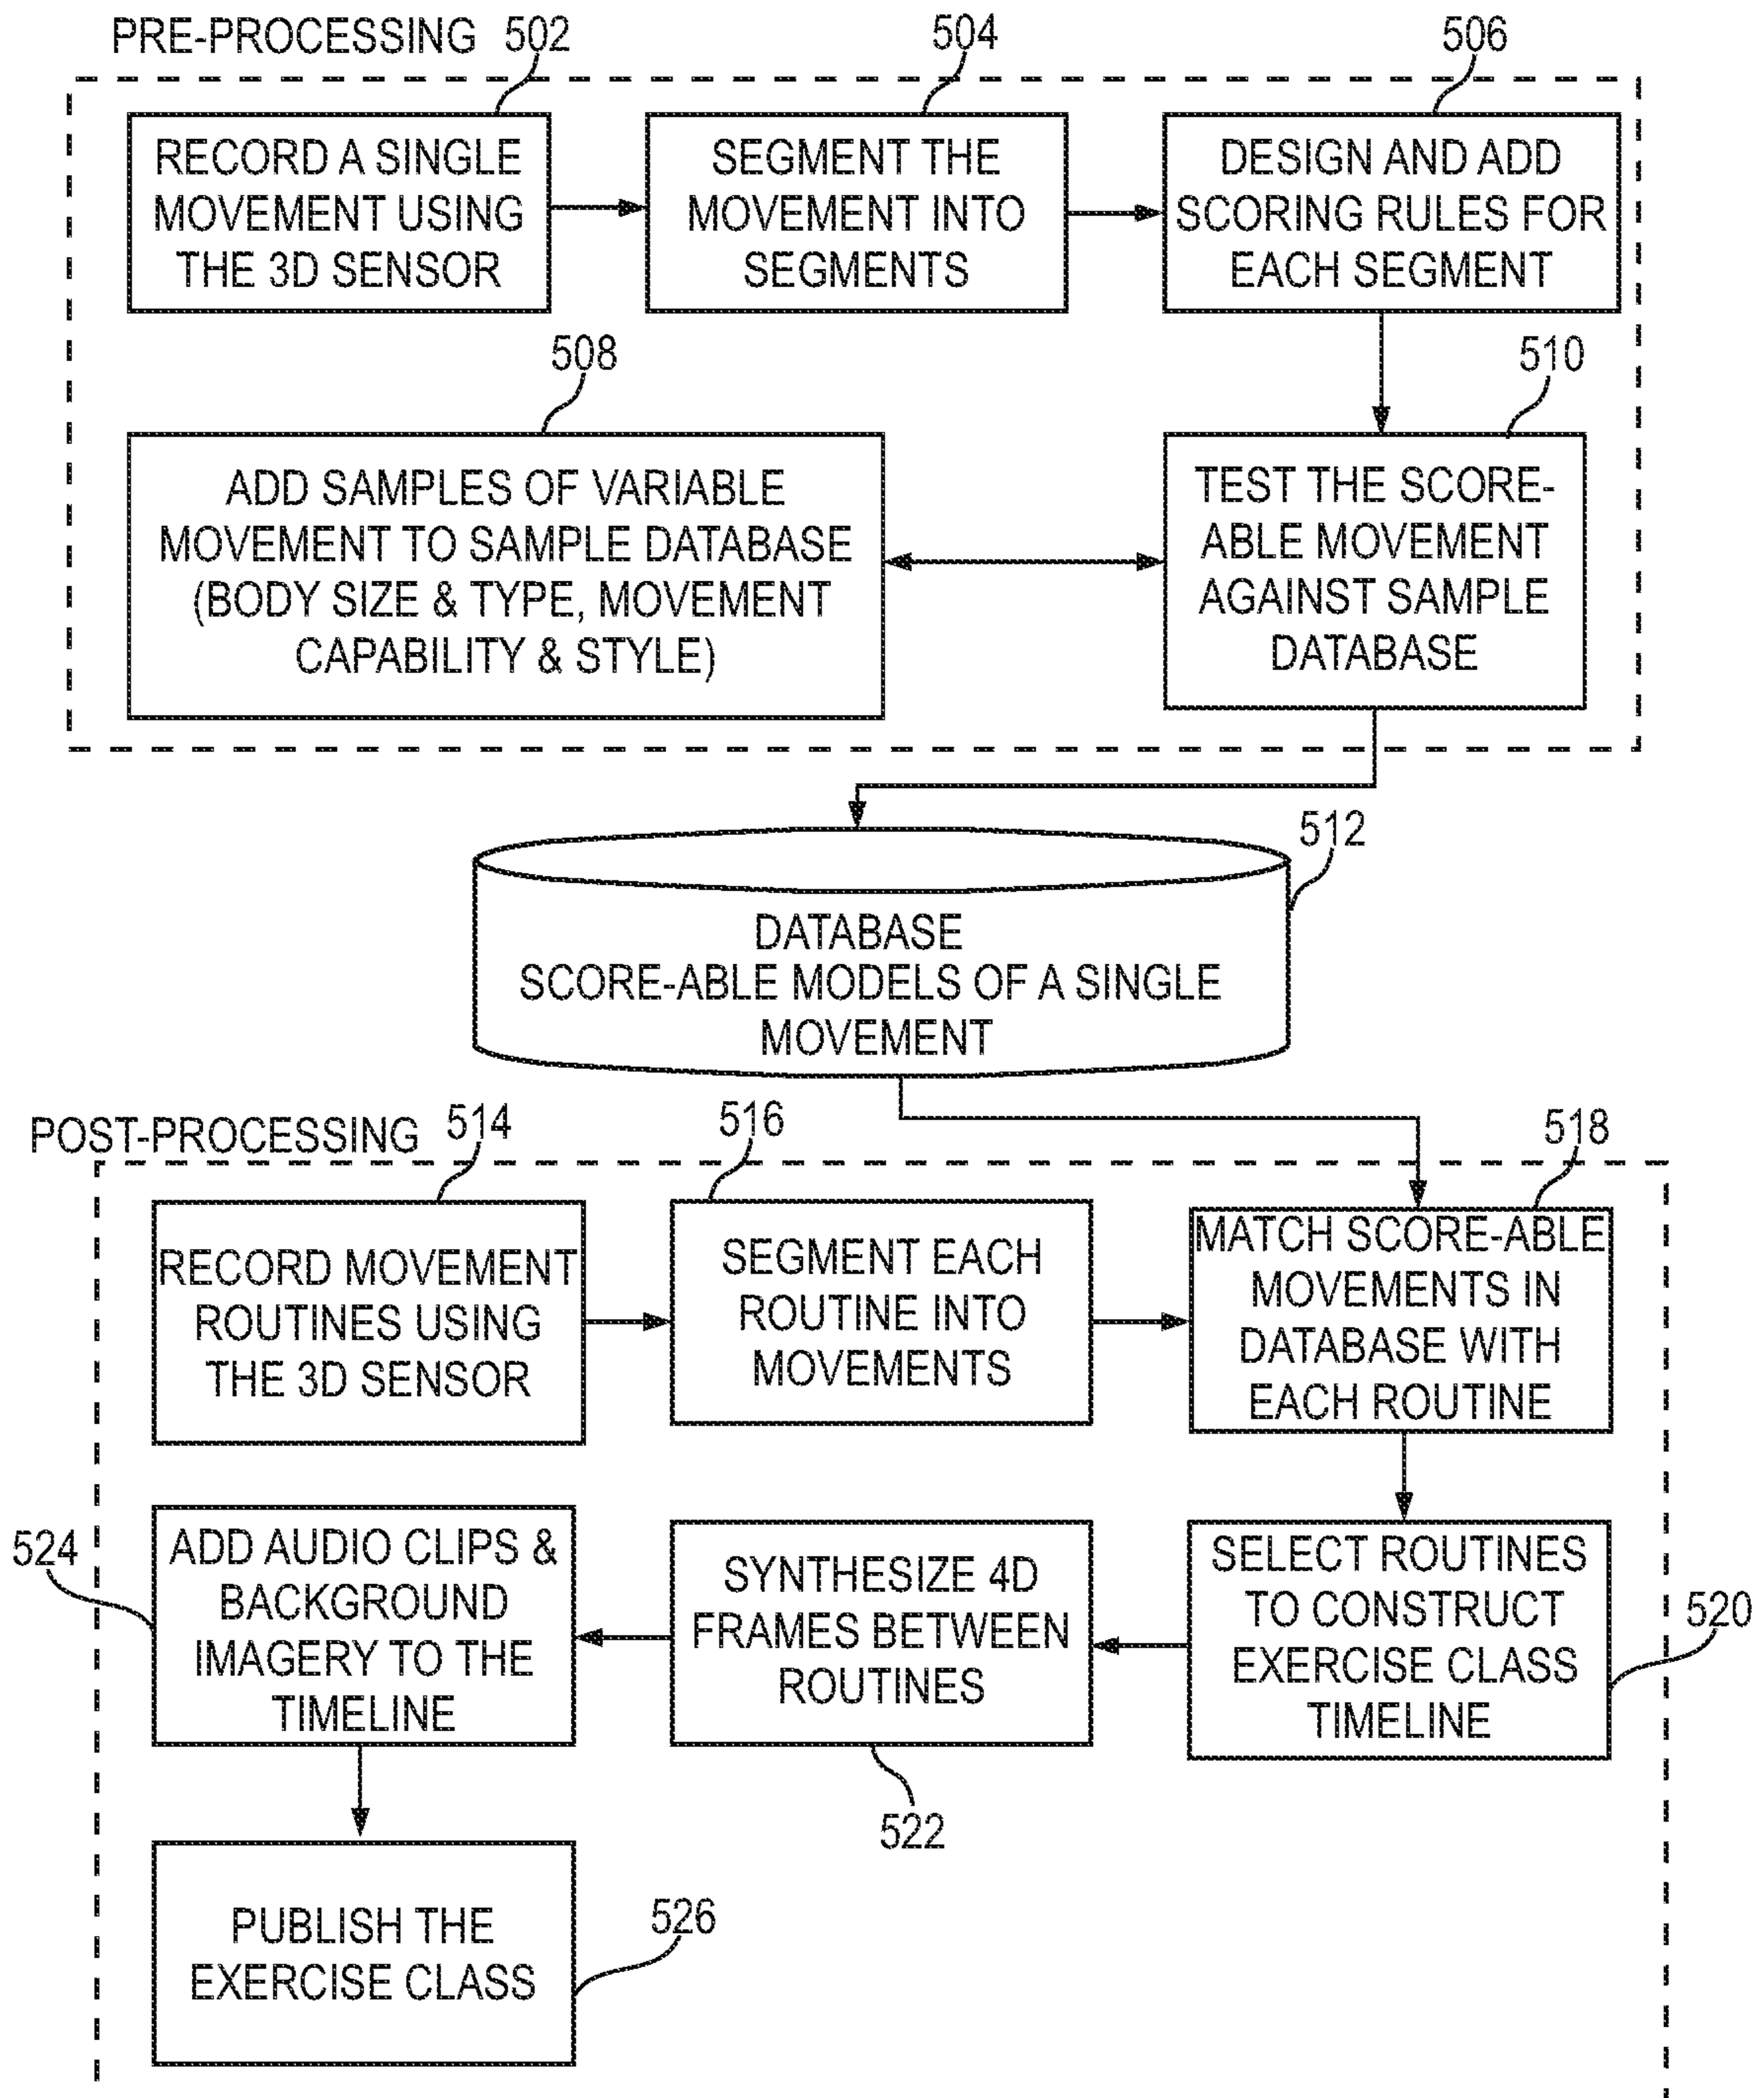 PRE-PROCESSING
502
504
506
RECORD A SINGLE
MOVEMENT USING
THE 3D SENSOR
SEGMENT THE
MOVEMENT INTO
SEGMENTS
DESIGN AND ADD
SCORING RULES FOR
EACH SEGMENT
508
510
ADD SAMPLES OF VARIABLE
MOVEMENT TO SAMPLE DATABASE
(BODY SIZE & TYPE, MOVEMENT
CAPABILITY & STYLE)
TEST THE SCORE-
ABLE MOVEMENT
AGAINST SAMPLE
DATABASE
512
DATABASE
SCORE-ABLE MODELS OF A SINGLE
MOVEMENT
POST-PROCESSING
514
516
518
RECORD MOVEMENT
ROUTINES USING
THE 3D SENSOR
SEGMENT EACH
ROUTINE INTO
MOVEMENTS
MATCH SCORE-ABLE
MOVEMENTS IN
DATABASE WITH
EACH ROUTINE
524
ADD AUDIO CLIPS &
BACKGROUND
IMAGERY TO THE
TIMELINE
SYNTHESIZE 4D
FRAMES BETWEEN
ROUTINES
522
SELECT ROUTINES
TO CONSTRUCT
EXERCISE CLASS
TIMELINE
520
PUBLISH THE
EXERCISE CLASS
526